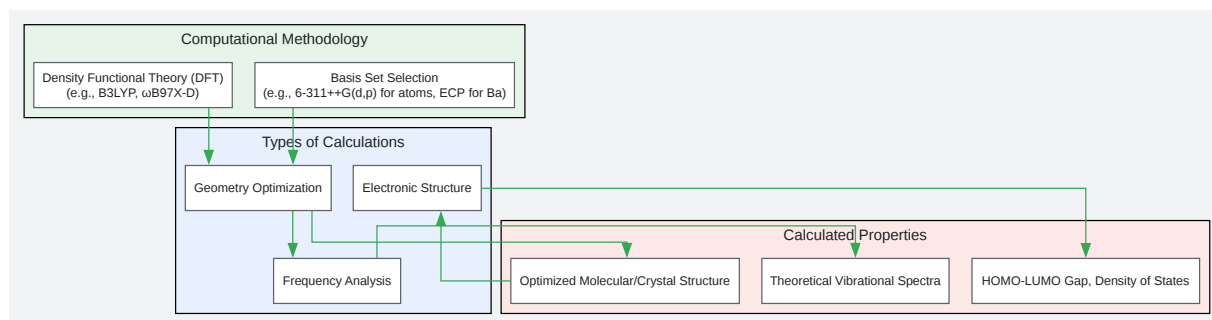 Computational Methodology
Density Functional Theory (DFT)
(e.g., B3LYP, ωB97X-D)
Basis Set Selection
(e.g., 6-311++G(d,p) for atoms, ECP for Ba)
Types of Calculations
Geometry Optimization
Electronic Structure
Frequency Analysis
Calculated Properties
Optimized Molecular/Crystal Structure
Theoretical Vibrational Spectra
HOMO-LUMO Gap, Density of States